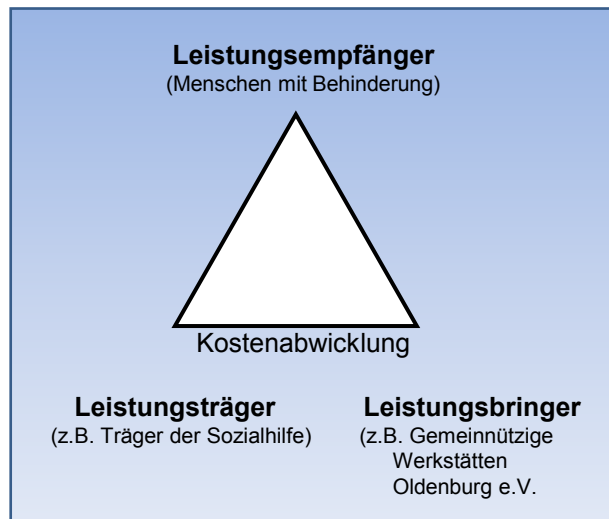 Leistungsempfänger
(Menschen mit Behinderung)
Kostenabwicklung
Leistungsträger
(z.B. Träger der Sozialhilfe)
Leistungsbringer
(z.B. Gemeinnützige
Werkstätten
Oldenburg e.V.